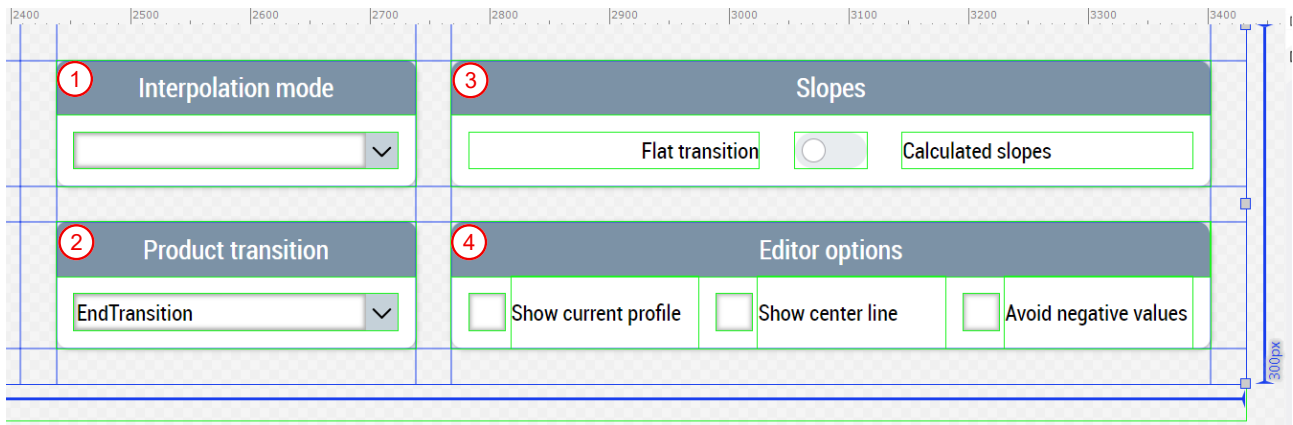 2400 2500 2600 2700 2800 2900 3000 3100 3200 3300 3400
1 Interpolation mode
3 Slopes
Flat transition Calculated slopes
2 Product transition
4 Editor options
EndTransition
Show current profile Show center line Avoid negative values
300px